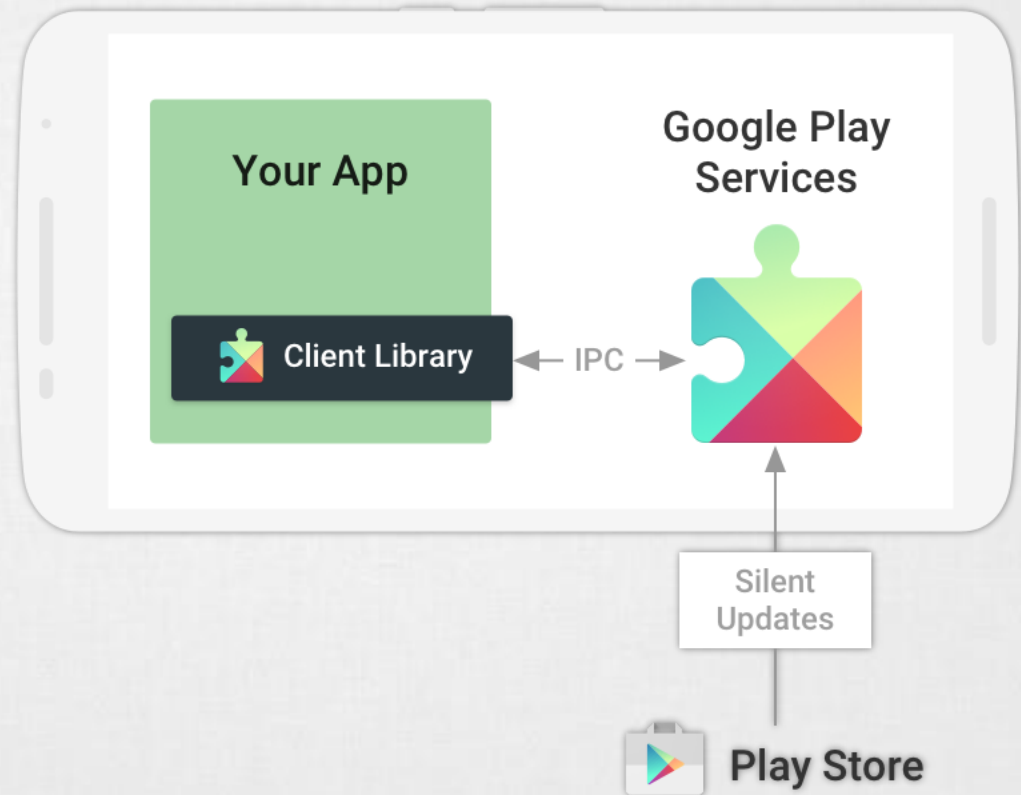 Your App
Google Play
Services
Client Library
IPC
Silent
Updates
Play Store